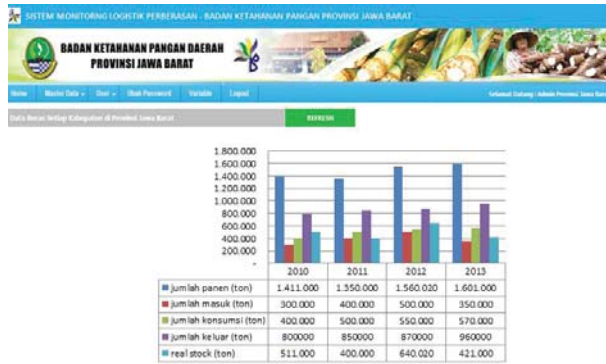 SISTEM MONITORNG LOGISTIK PERBERASAN - BADAN KETAHANAN PANGAN PROVINSI JAWA BARAT
BADAN KETAHANAN PANGAN DAERAH
PROVINSI JAWA BARAT
Home Master Data User Ubah Password Variable Logout Selamat Datang : Admin Provinsi Jawa Barat
Data Beras Setiap Kabupaten di Provinsi Jawa Barat REFRESH
1.800.000
1.600.000
1.400.000
1.200.000
1.000.000
800.000
600.000
400.000
200.000
-
2010 2011 2012 2013
jumlah panen (ton) 1.411.000 1.350.000 1.560.020 1.601.000
jumlah masuk (ton) 300.000 400.000 500.000 350.000
jumlah konsumsi (ton) 400.000 500.000 550.000 570.000
jumlah keluar (ton) 800000 850000 870000 960000
real stock (ton) 511.000 400.000 640.020 421.000